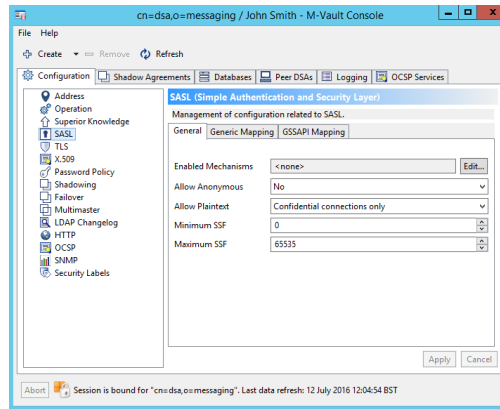 cn=dsa,o=messaging / John Smith - M-Vault Console
File Help
Create Remove Refresh
Configuration Shadow Agreements Databases Peer DSAs Logging OCSP Services
Address
Operation
Superior Knowledge
SASL
TLS
X.509
Password Policy
Shadowing
Failover
Multimaster
LDAP Changelog
HTTP
OCSP
SNMP
Security Labels
SASL (Simple Authentication and Security Layer)
Management of configuration related to SASL.
General Generic Mapping GSSAPI Mapping
Enabled Mechanisms <none> Edit...
Allow Anonymous No
Allow Plaintext Confidential connections only
Minimum SSF 0
Maximum SSF 65535
Apply Cancel
Abort Session is bound for "cn=dsa,o=messaging". Last data refresh: 12 July 2016 12:04:54 BST